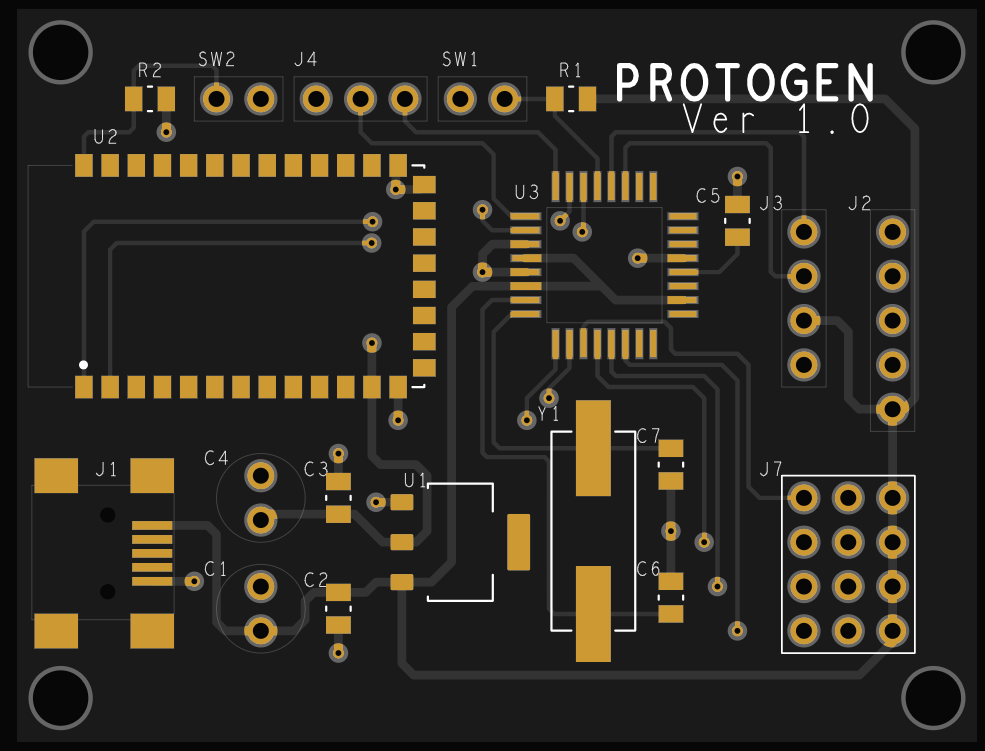 SW2 J4 SW1
R2 R1
PROTOGEN
Ver 1.0
U2
U3 C5 J3 J2
Y1
C7
C4 C3 J1 J7
U1
C1 C2 C6